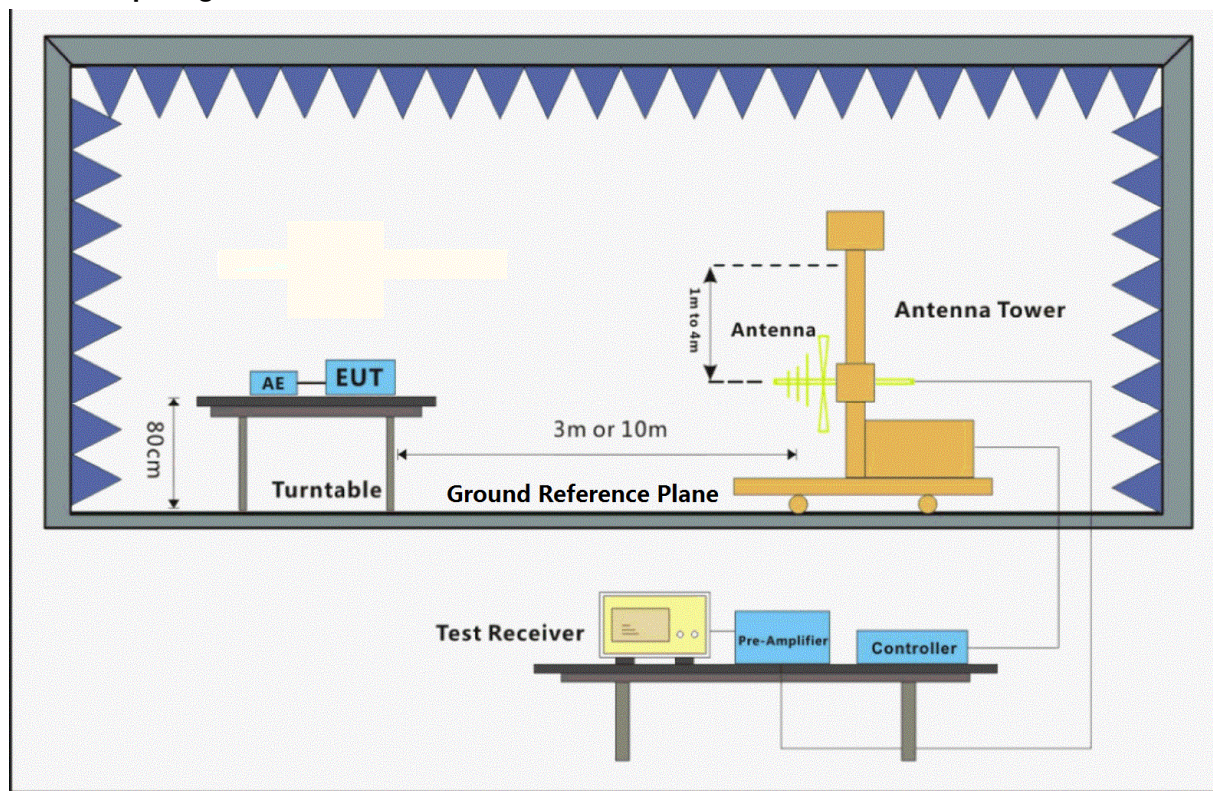 1m to 4m
Antenna Tower
Antenna
AE
EUT
80cm
3m or 10m
Turntable
Ground Reference Plane
Test Receiver
Pre-Amplifier
Controller